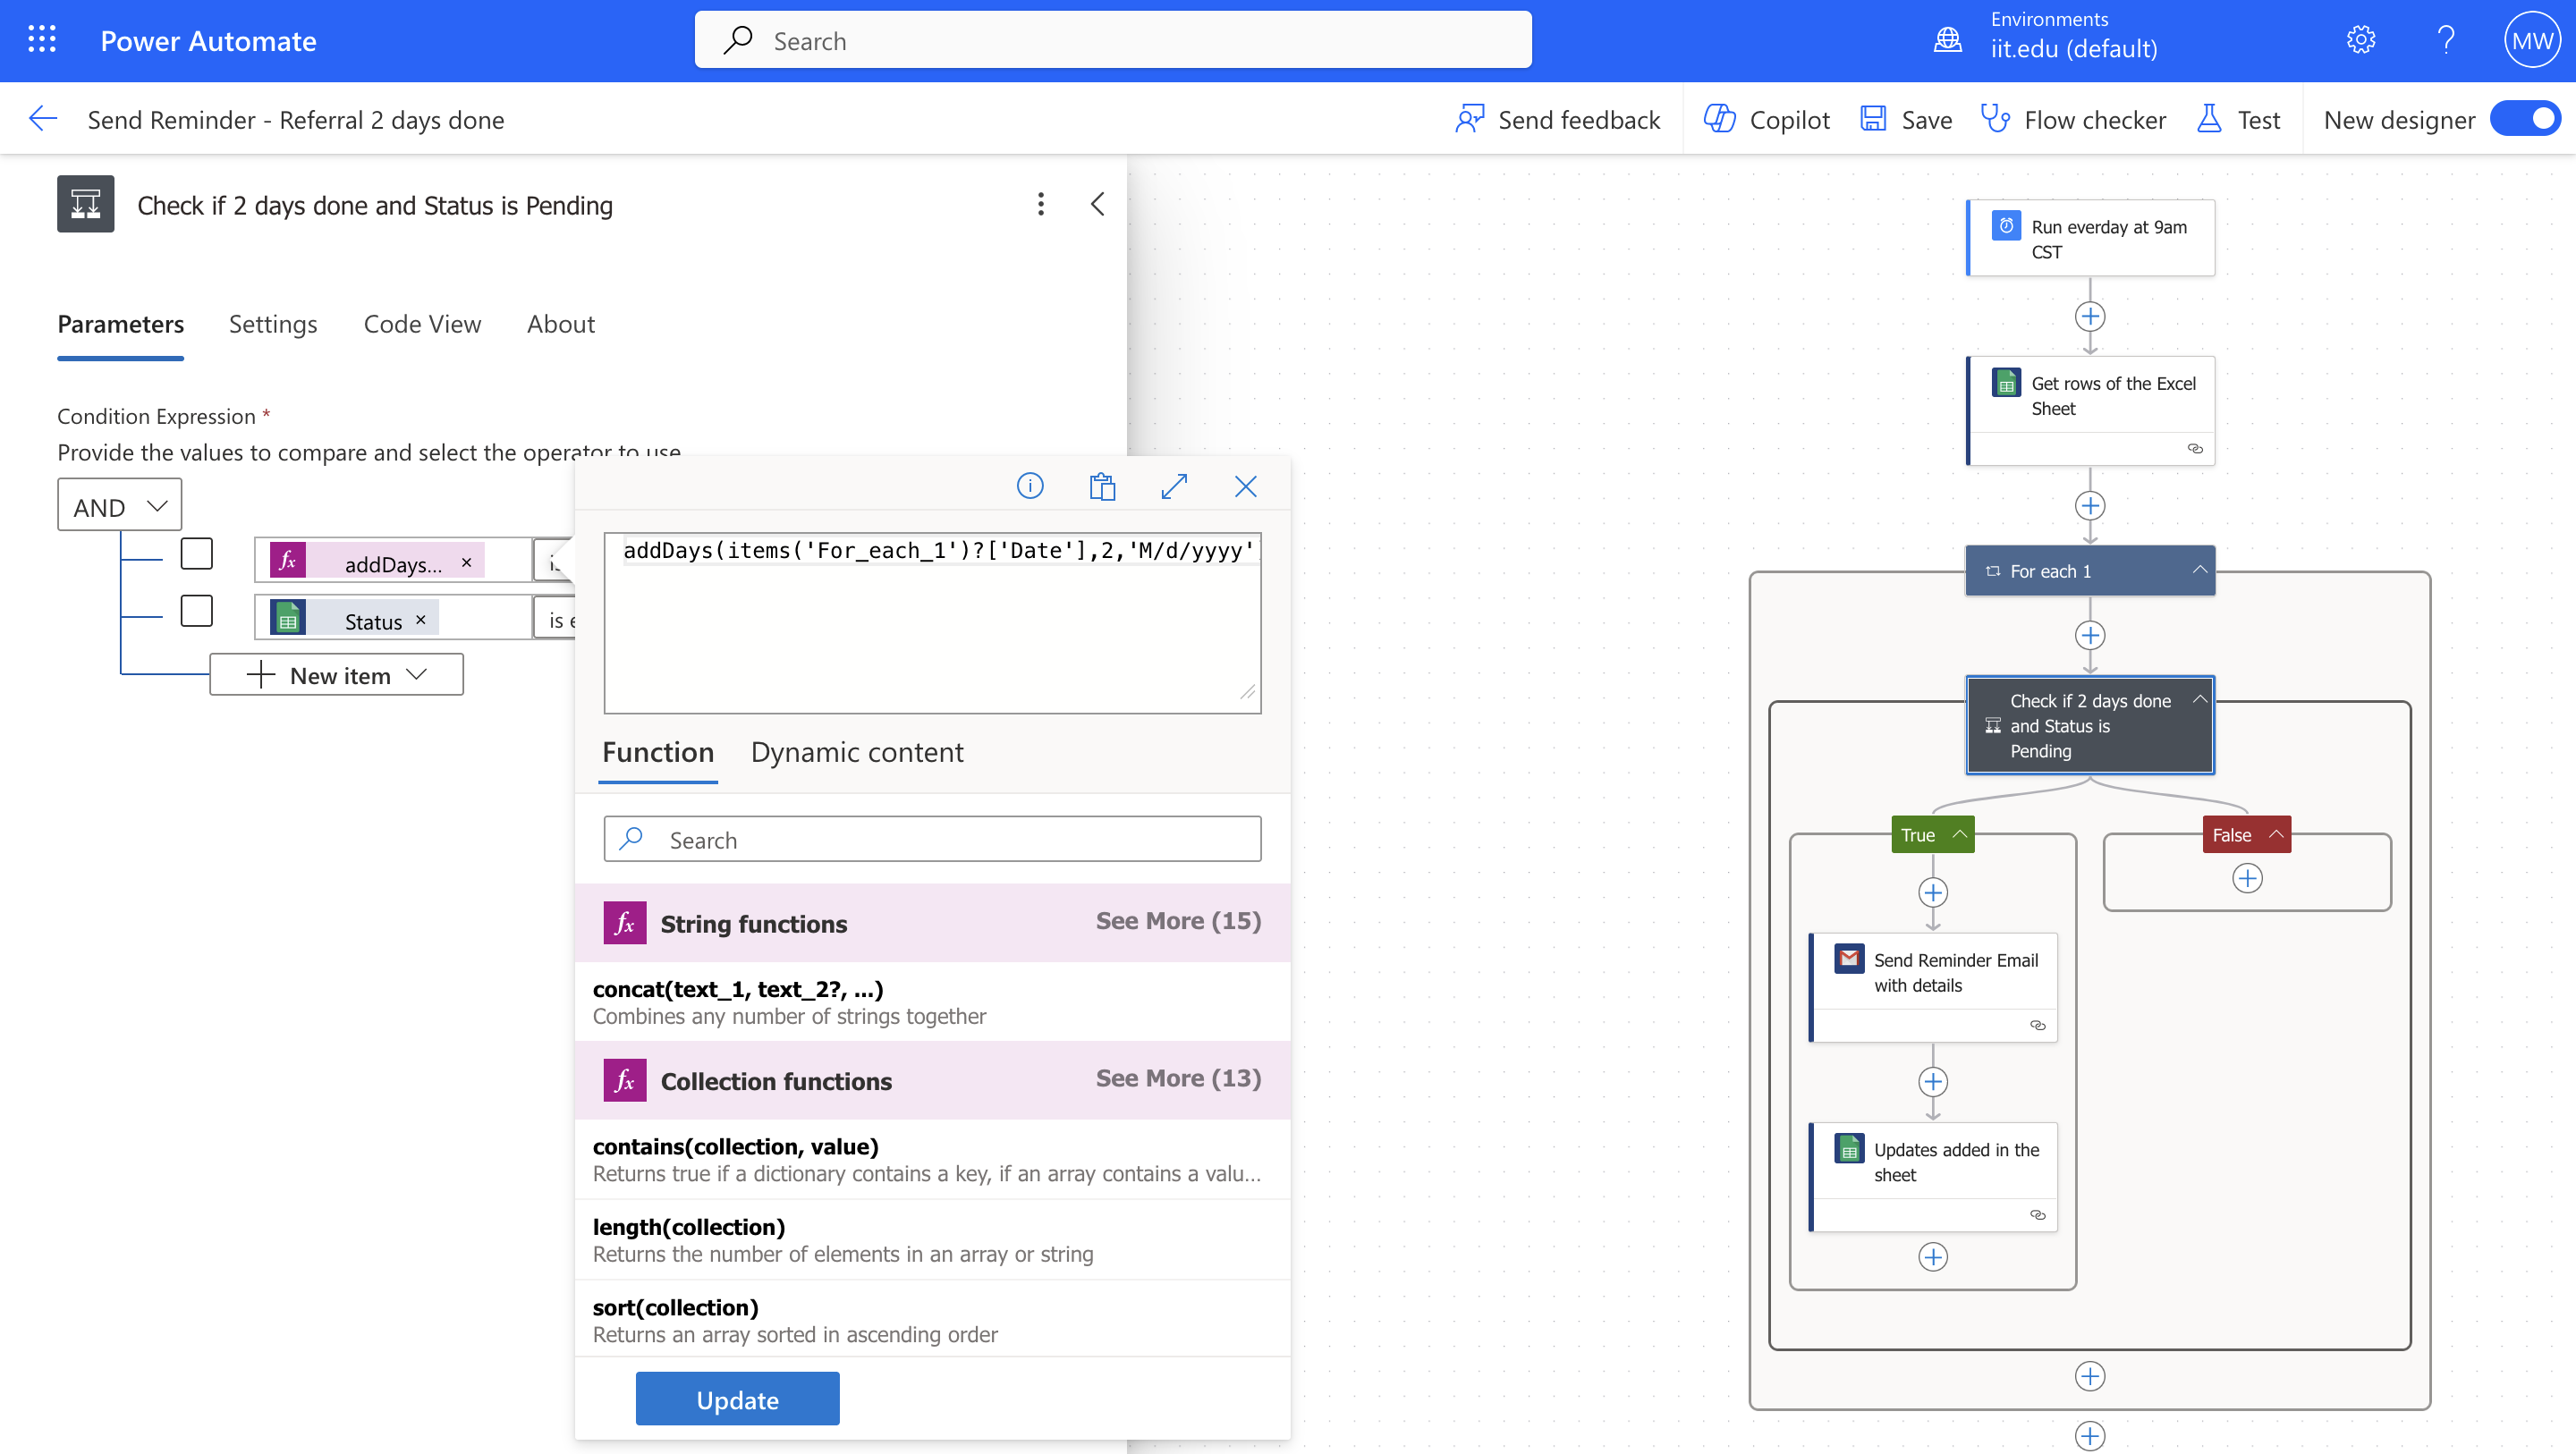 Power Automate
Search
Environments
iit.edu (default)
MW
Send Reminder - Referral 2 days done
Send feedback
Copilot
Save
Flow checker
Test
New designer
Check if 2 days done and Status is Pending
Parameters
Settings
Code View
About
Condition Expression *
Provide the values to compare and select the operator to use
AND
fx
addDays...
Status
is e
New item
addDays(items('For_each_1')?['Date'],2,'M/d/yyyy'
Function
Dynamic content
Search
fx
String functions
See More (15)
concat(text_1, text_2?, ...)
Combines any number of strings together
fx
Collection functions
See More (13)
contains(collection, value)
Returns true if a dictionary contains a key, if an array contains a valu...
length(collection)
Returns the number of elements in an array or string
sort(collection)
Returns an array sorted in ascending order
Update
Run everday at 9am
CST
Get rows of the Excel
Sheet
For each 1
Check if 2 days done
and Status is
Pending
True
False
Send Reminder Email
with details
Updates added in the
sheet